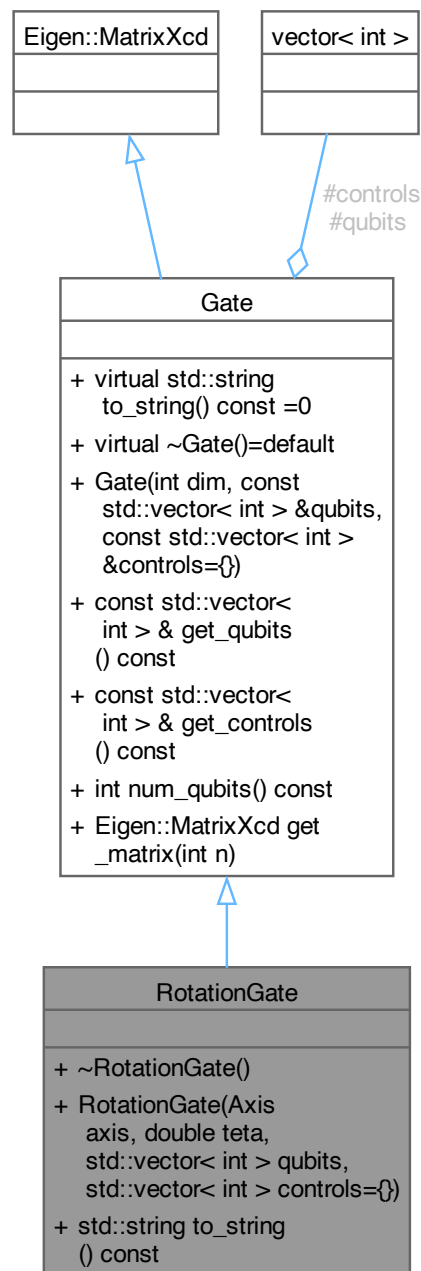 Eigen::MatrixXcd
vector< int >
#controls
#qubits
Gate
+ virtual std::string
to_string() const =0
+ virtual ~Gate()=default
+ Gate(int dim, const
std::vector< int > &qubits,
const std::vector< int >
&controls={})
+ const std::vector<
int > & get_qubits
() const
+ const std::vector<
int > & get_controls
() const
+ int num_qubits() const
+ Eigen::MatrixXcd get
_matrix(int n)
RotationGate
+ ~RotationGate()
+ RotationGate(Axis
axis, double teta,
std::vector< int > qubits,
std::vector< int > controls={})
+ std::string to_string
() const